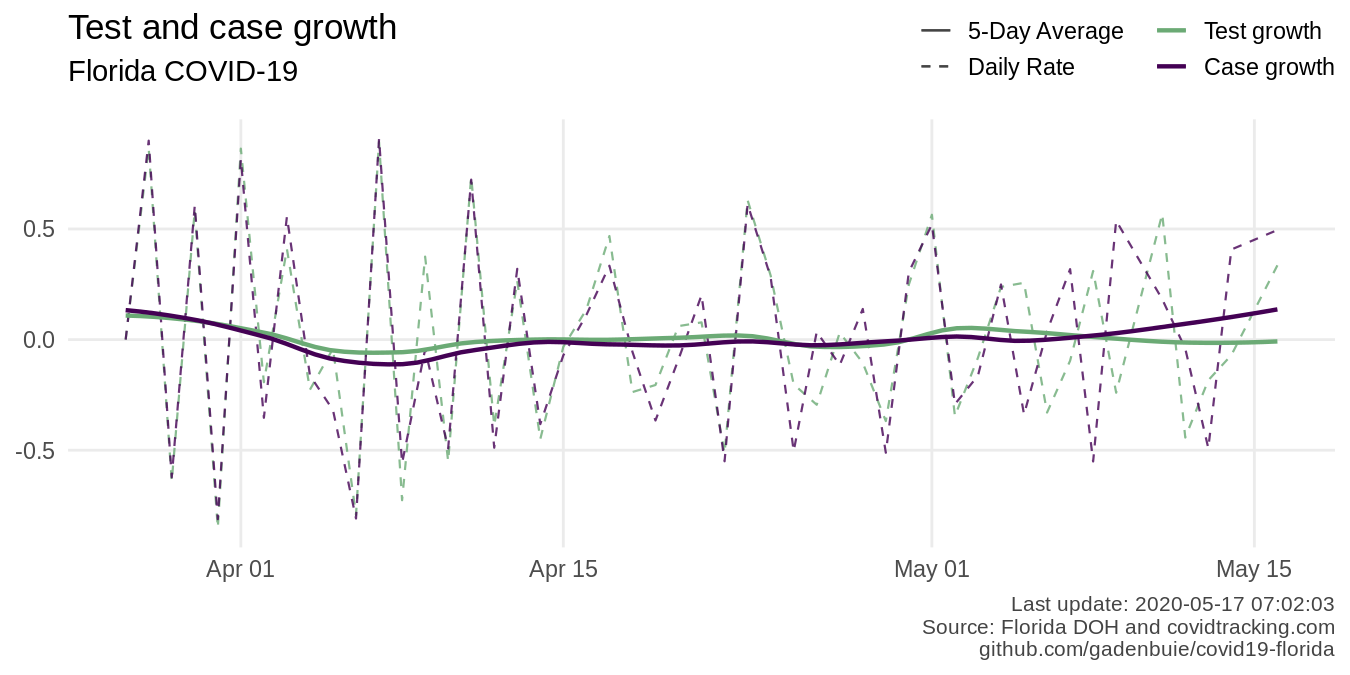 Test and case growth
Florida COVID-19
5-Day Average
Test growth
Daily Rate
Case growth
0.5
0.0
-0.5
Apr 01
Apr 15
May 01
May 15
Last update: 2020-05-17 07:02:03
Source: Florida DOH and covidtracking.com
github.com/gadenbuie/covid19-florida